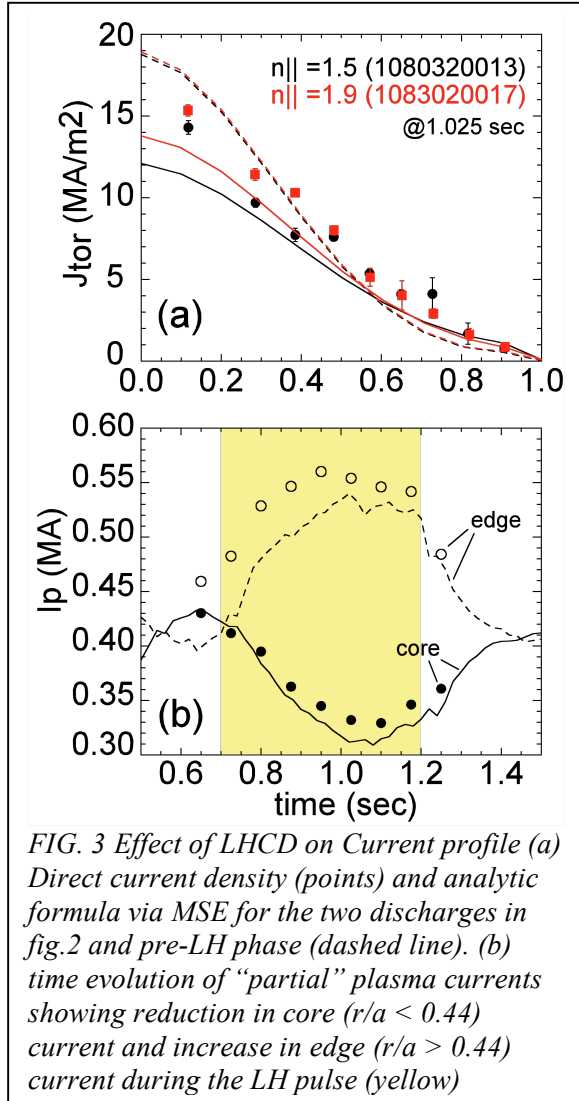 n|| =1.5 (1080320013)
n|| =1.9 (1083020017)
@1.025 sec
Jtor (MA/m2)
20
15
10
5
0
(a)
0.0 0.2 0.4 0.6 0.8 1.0
Ip (MA)
0.60
0.55
0.50
0.45
0.40
0.35
0.30
edge
core
(b)
0.6 0.8 1.0 1.2 1.4
time (sec)
FIG. 3 Effect of LHCD on Current profile (a)
Direct current density (points) and analytic
formula via MSE for the two discharges in
fig.2 and pre-LH phase (dashed line). (b)
time evolution of “partial” plasma currents
showing reduction in core (r/a < 0.44)
current and increase in edge (r/a > 0.44)
current during the LH pulse (yellow)